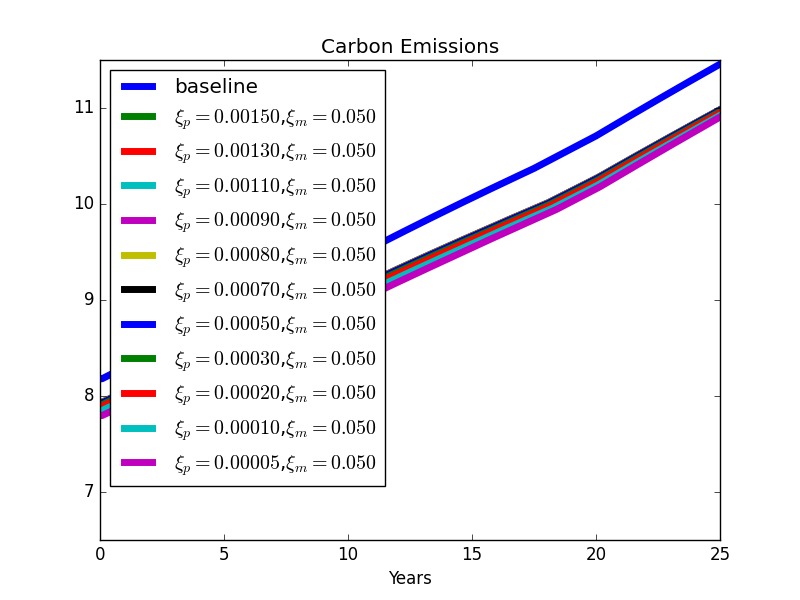 Carbon Emissions
baseline
ξp = 0.00150,ξm = 0.050
ξp = 0.00130,ξm = 0.050
ξp = 0.00110,ξm = 0.050
ξp = 0.00090,ξm = 0.050
ξp = 0.00080,ξm = 0.050
ξp = 0.00070,ξm = 0.050
ξp = 0.00050,ξm = 0.050
ξp = 0.00030,ξm = 0.050
ξp = 0.00020,ξm = 0.050
ξp = 0.00010,ξm = 0.050
ξp = 0.00005,ξm = 0.050
11
10
9
8
7
0 5 10 15 20 25
Years